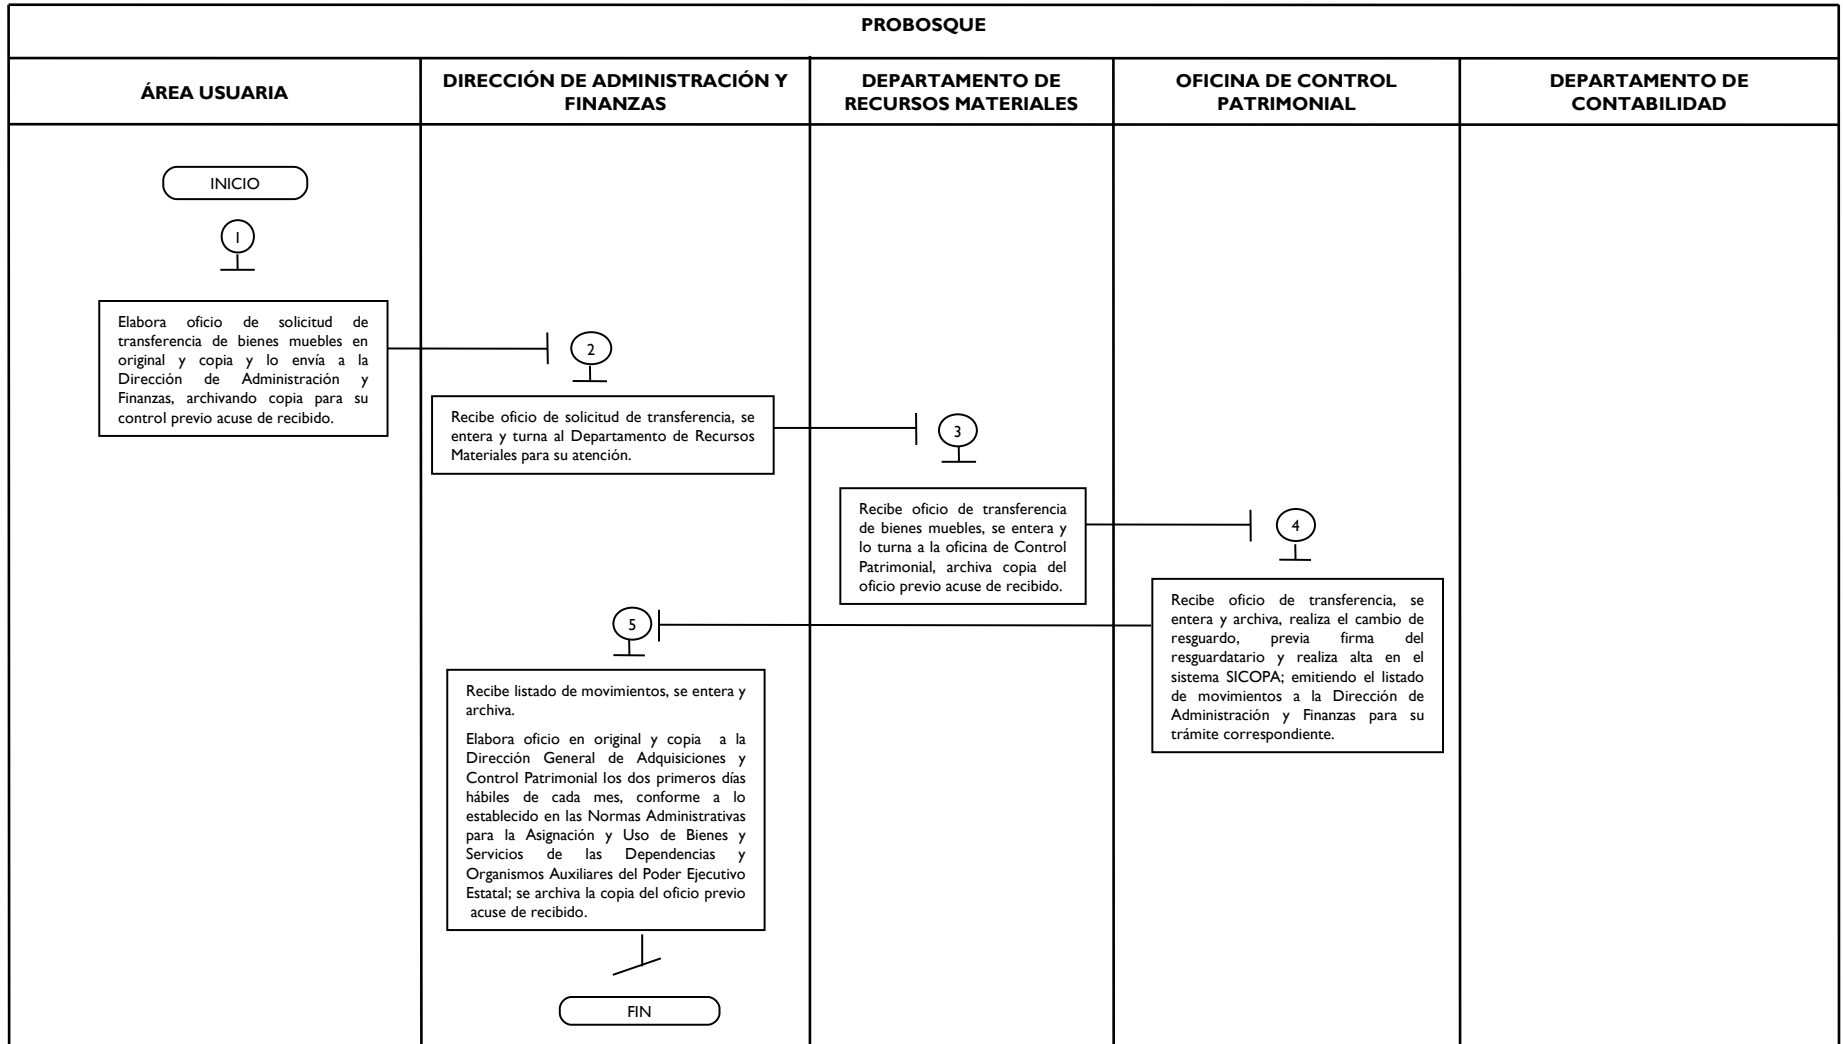 PROBOSQUE
ÁREA USUARIA
DIRECCIÓN DE ADMINISTRACIÓN Y
FINANZAS
DEPARTAMENTO DE
RECURSOS MATERIALES
OFICINA DE CONTROL
PATRIMONIAL
DEPARTAMENTO DE
CONTABILIDAD
INICIO
1
Elabora oficio de solicitud de
transferencia de bienes muebles en
original y copia y lo envía a la
Dirección de Administración y
Finanzas, archivando copia para su
control previo acuse de recibido.
2
Recibe oficio de solicitud de transferencia, se
entera y turna al Departamento de Recursos
Materiales para su atención.
3
Recibe oficio de transferencia
de bienes muebles, se entera y
lo turna a la oficina de Control
Patrimonial, archiva copia del
oficio previo acuse de recibido.
4
Recibe oficio de transferencia, se
entera y archiva, realiza el cambio de
resguardo, previa firma del
resguardatario y realiza alta en el
sistema SICOPA; emitiendo el listado
de movimientos a la Dirección de
Administración y Finanzas para su
trámite correspondiente.
5
Recibe listado de movimientos, se entera y
archiva.
Elabora oficio en original y copia a la
Dirección General de Adquisiciones y
Control Patrimonial los dos primeros días
hábiles de cada mes, conforme a lo
establecido en las Normas Administrativas
para la Asignación y Uso de Bienes y
Servicios de las Dependencias y
Organismos Auxiliares del Poder Ejecutivo
Estatal; se archiva la copia del oficio previo
acuse de recibido.
FIN